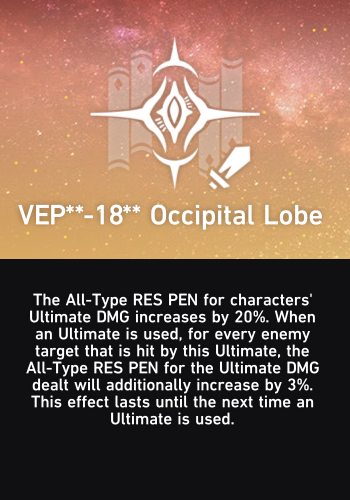 VEP**-18** Occipital Lobe
The All-Type RES PEN for characters'
Ultimate DMG increases by 20%. When
an Ultimate is used, for every enemy
target that is hit by this Ultimate, the
All-Type RES PEN for the Ultimate DMG
dealt will additionally increase by 3%.
This effect lasts until the next time an
Ultimate is used.